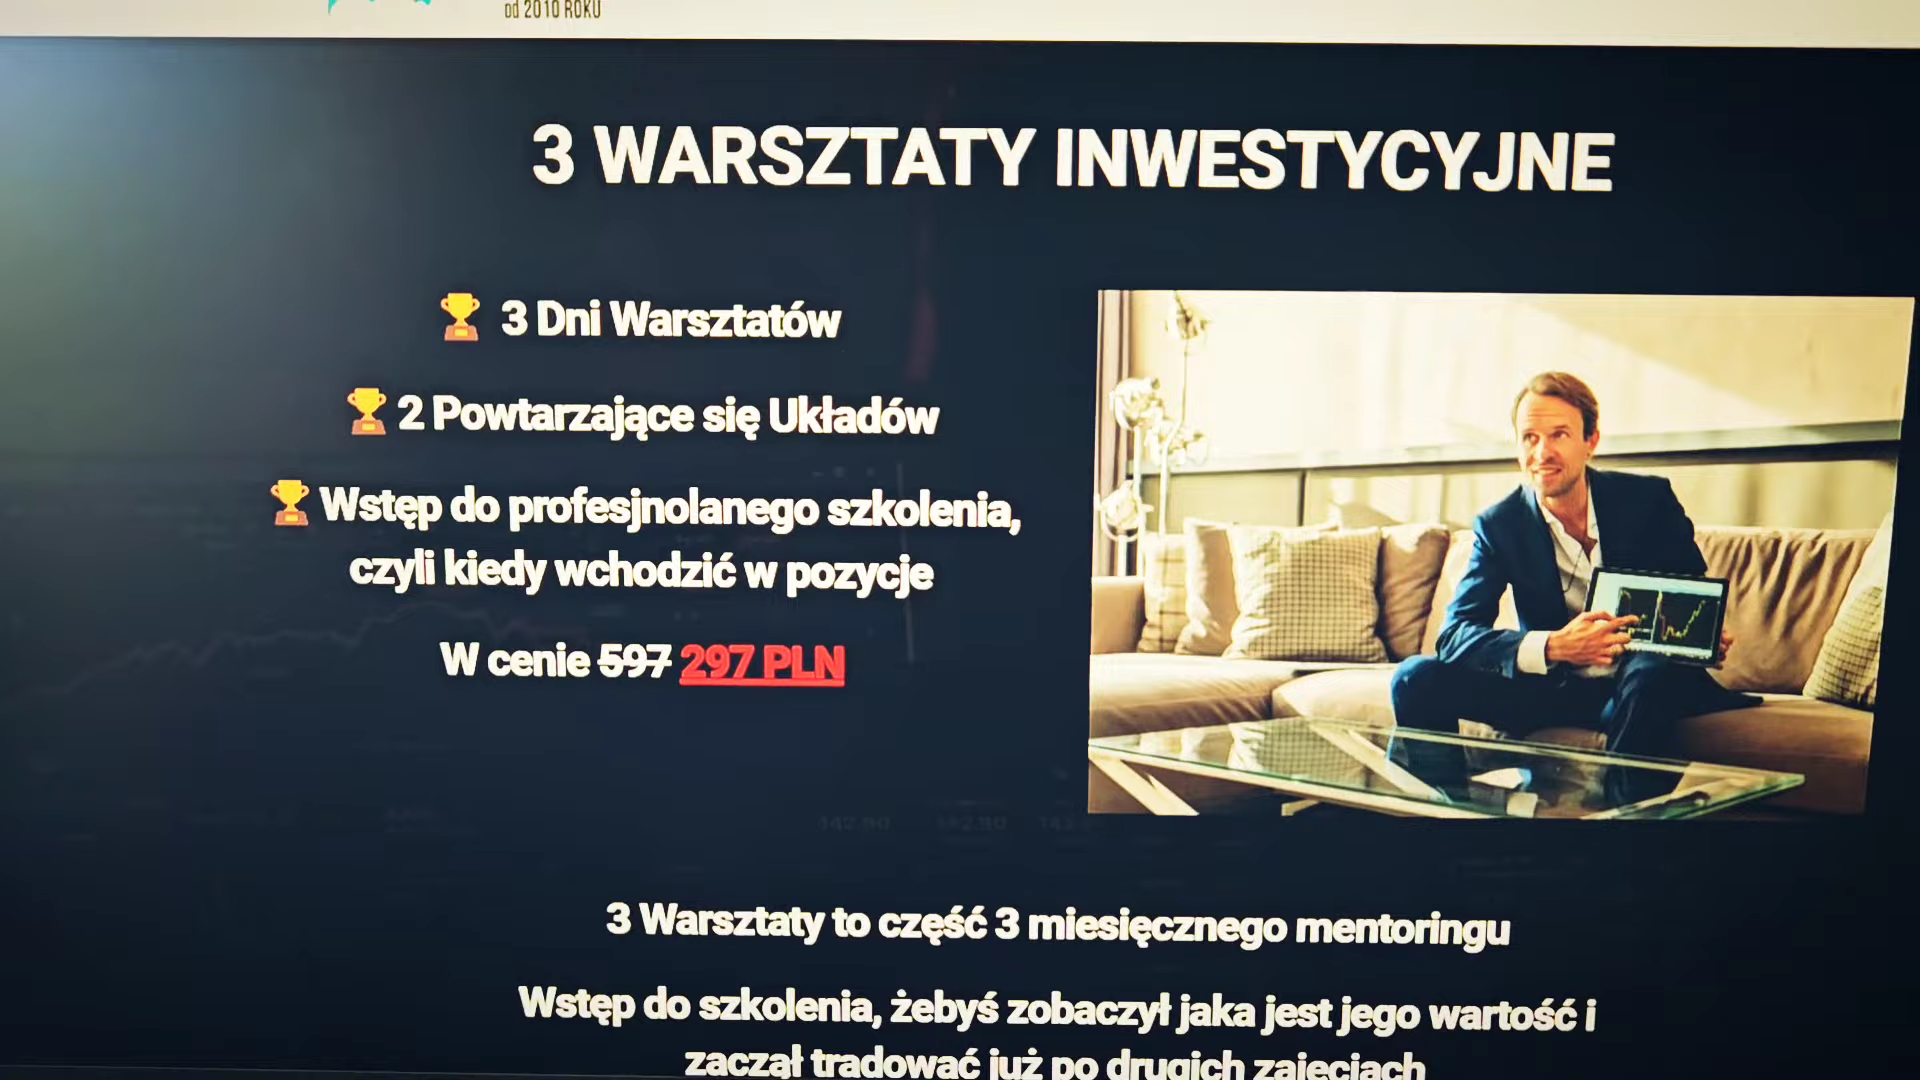 od 2010 ROKU
3 WARSZTATY INWESTYCYJNE
3 Dni Warsztatów
2 Powtarzające się Układów
Wstęp do profesjnolanego szkolenia,
czyli kiedy wchodzić w pozycje
W cenie 597 297 PLN
3 Warsztaty to część 3 miesięcznego mentoringu
Wstęp do szkolenia, żebyś zobaczył jaka jest jego wartość i
zaczął tradować już po drugich zajęciach